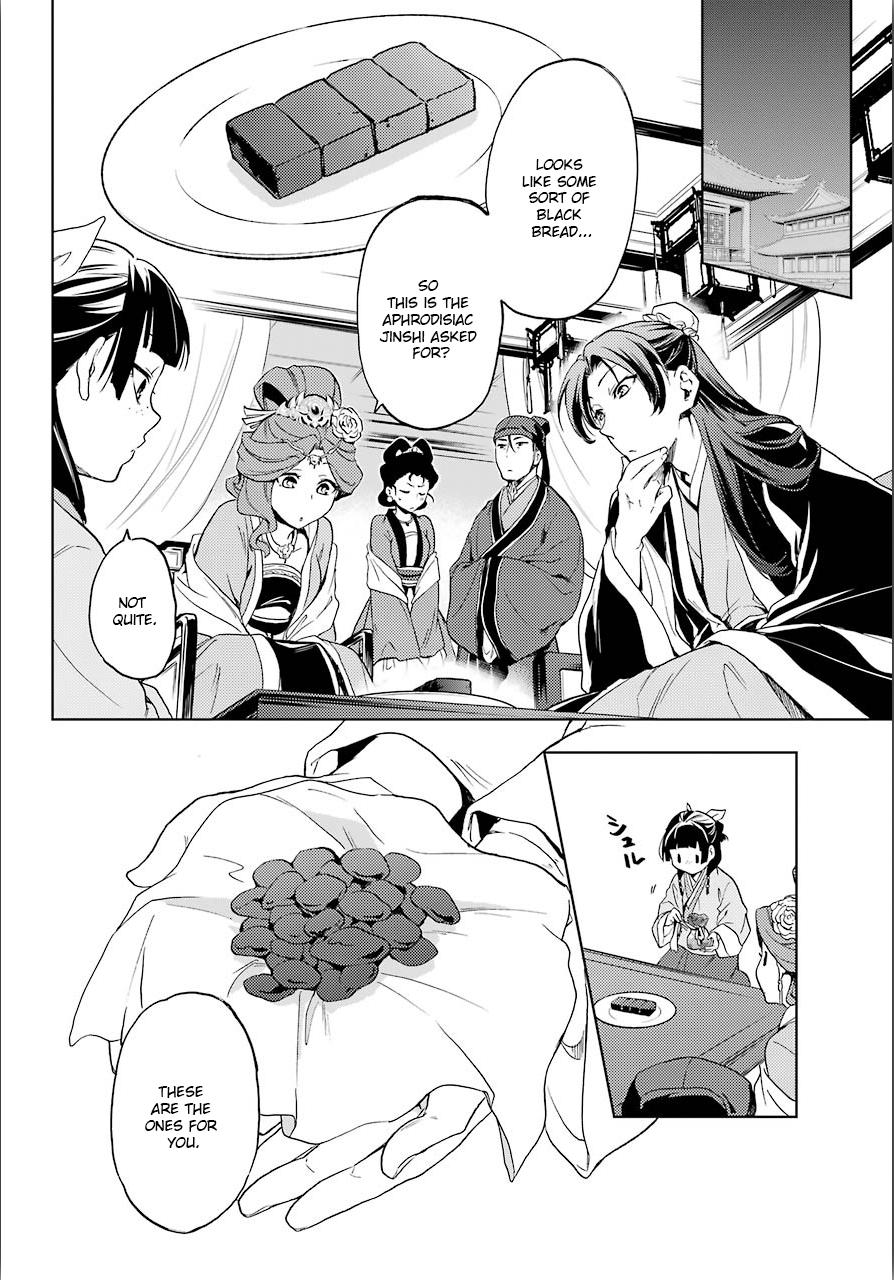 LOOKS
LIKE SOME
SORT OF
BLACK
BREAD...
SO
THIS IS THE
APHRODISIAC
JINSHI ASKED
FOR?
NOT
QUITE.
シュル
THESE
ARE THE
ONES FOR
YOU.